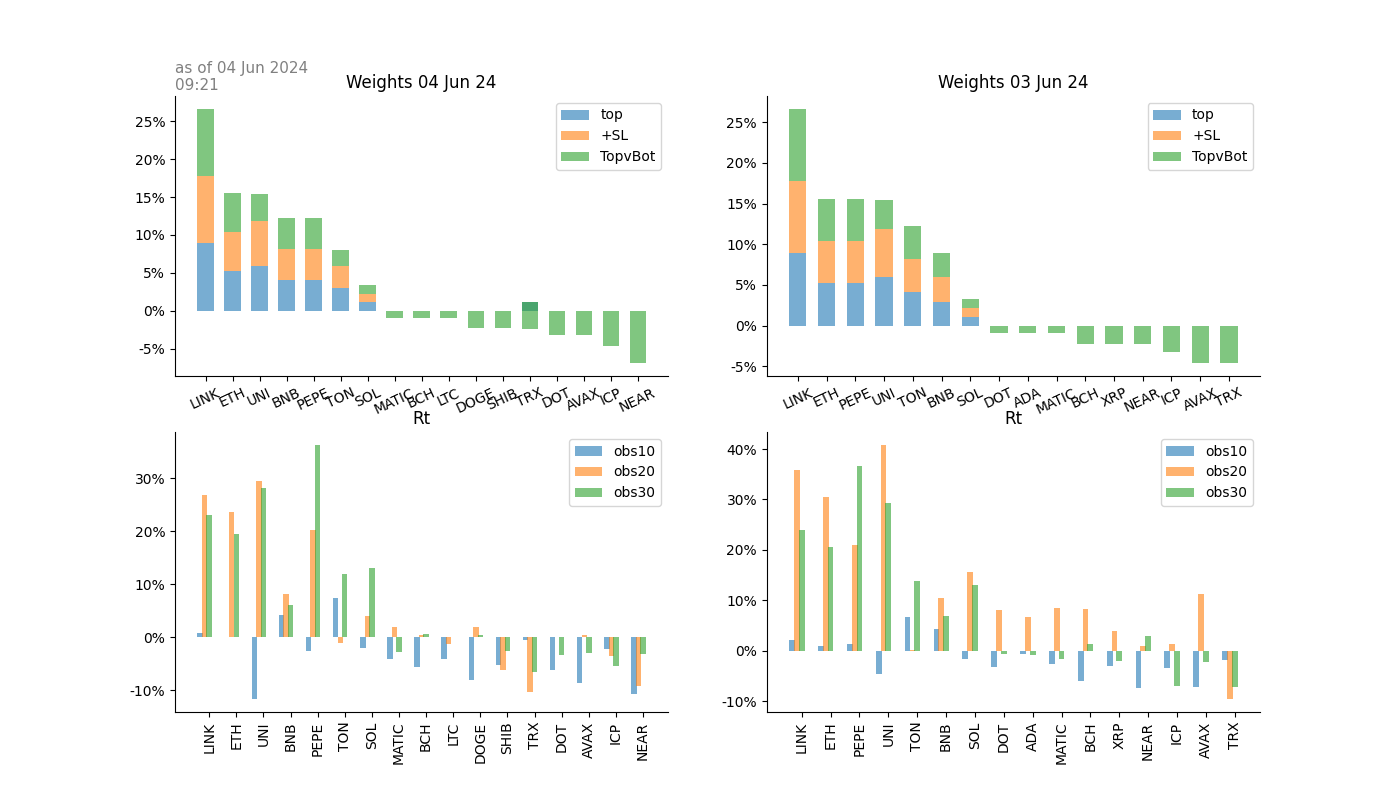 as of 04 Jun 2024
09:21
Weights 04 Jun 24
25%
20%
15%
10%
5%
0%
-5%
top
+SL
TopvBot
LINK ETH UNI BNB PEPE TON SOL MATIC BCH LTC DOGE SHIB TRX DOT AVAX ICP NEAR
Weights 03 Jun 24
25%
20%
15%
10%
5%
0%
-5%
top
+SL
TopvBot
LINK ETH PEPE UNI TON BNB SOL DOT ADA MATIC BCH XRP NEAR ICP AVAX TRX
Rt
30%
20%
10%
0%
-10%
obs10
obs20
obs30
LINK ETH UNI BNB PEPE TON SOL MATIC BCH LTC DOGE SHIB TRX DOT AVAX ICP NEAR
Rt
40%
30%
20%
10%
0%
-10%
obs10
obs20
obs30
LINK ETH PEPE UNI TON BNB SOL DOT ADA MATIC BCH XRP NEAR ICP AVAX TRX